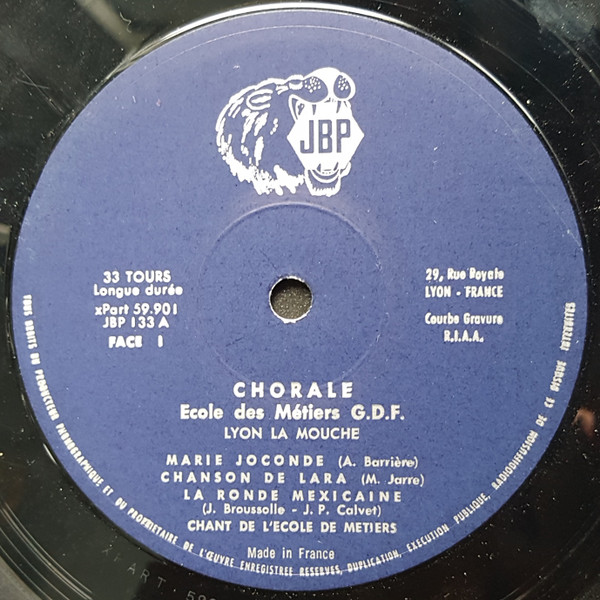 JBP
33 TOURS
Longue durée
xPart 59.901
JBP 133 A
FACE 1
29, Rue Royale
LYON - FRANCE
Courbe Gravure
R.I.A.A.
CHORALE
Ecole des Métiers G.D.F.
LYON LA MOUCHE
MARIE JOCONDE (A. Barrière)
CHANSON DE LARA (M. Jarre)
LA RONDE MEXICAINE
(J. Broussolle - J. P. Calvet)
CHANT DE L'ECOLE DE METIERS
Made in France
TOUS DROITS DU PRODUCTEUR PHONOGRAPHIQUE ET DU PROPRIETAIRE DE L'ŒUVRE ENREGISTREE RESERVES, DUPLICATION, EXECUTION PUBLIQUE, RADIODIFFUSION DE CE DISQUE INTERDITES